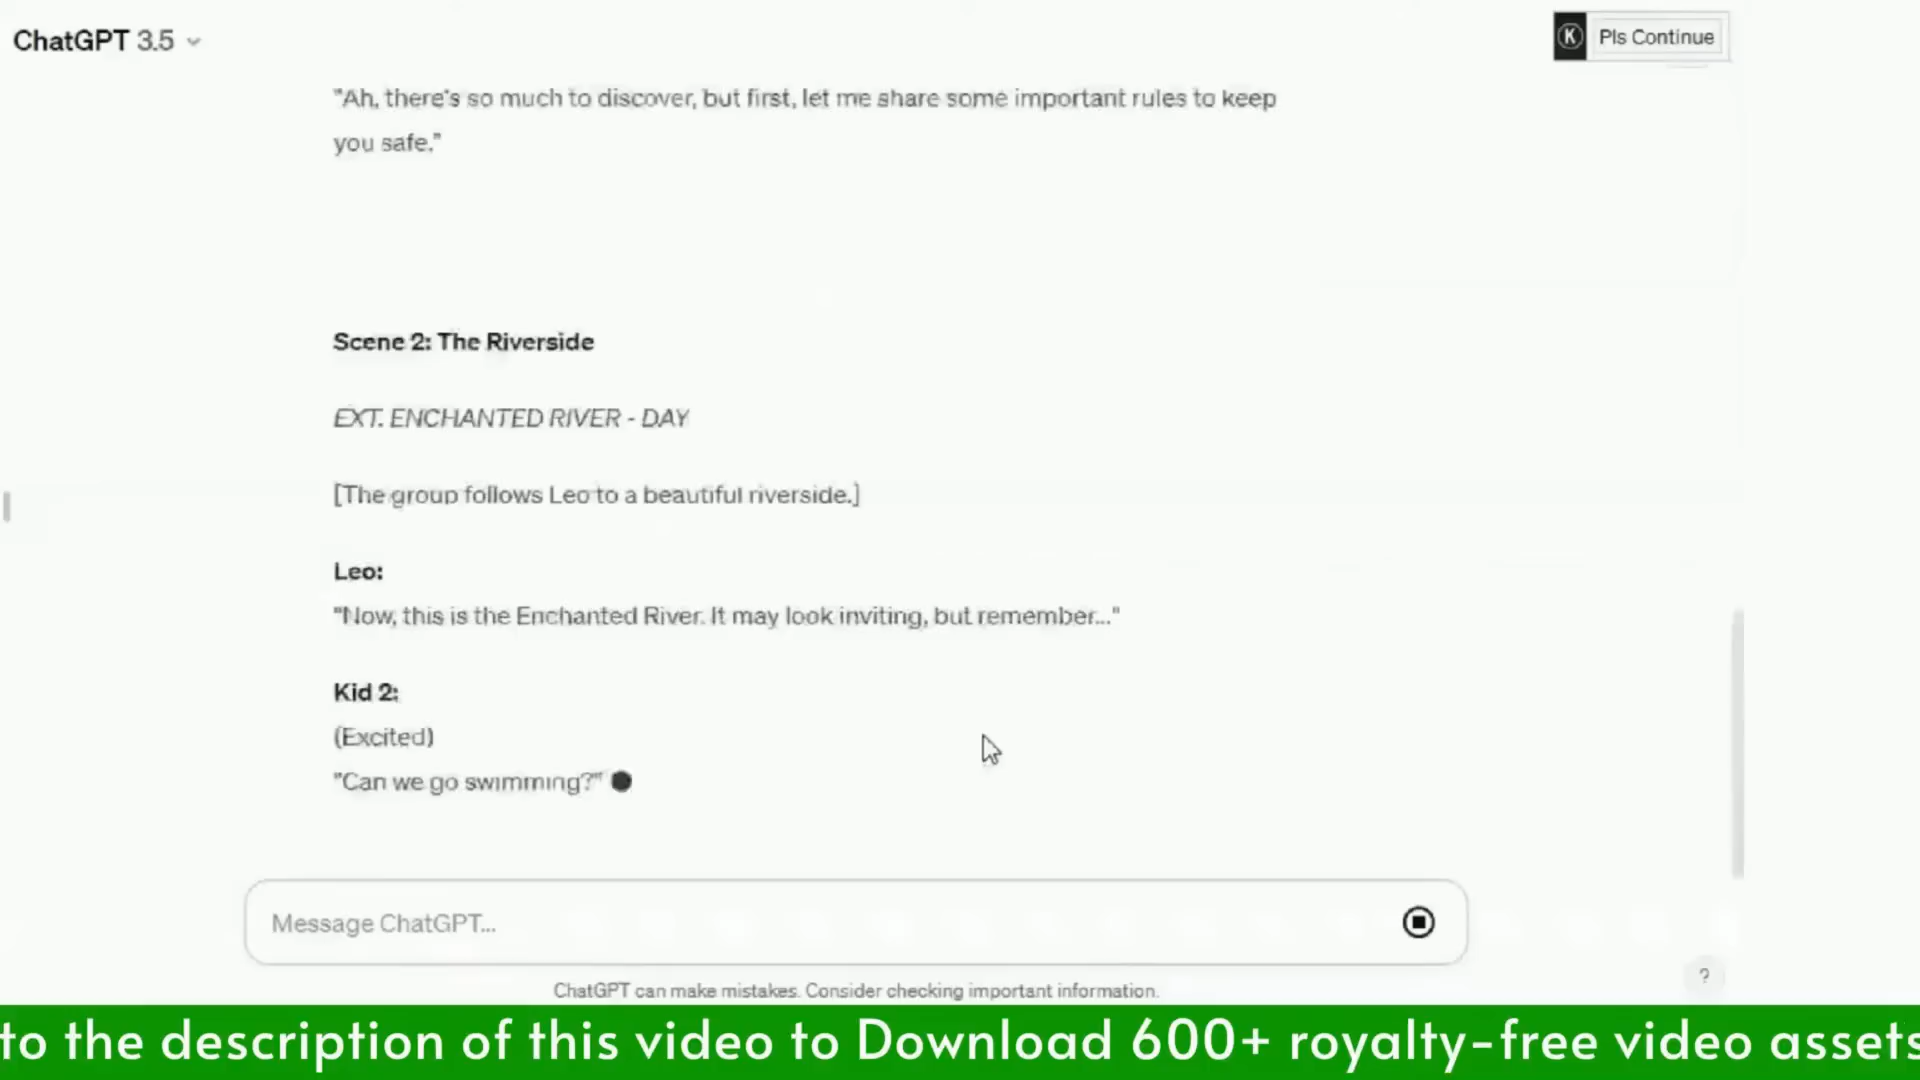 ChatGPT 3.5
K Pls Continue
"Ah, there's so much to discover, but first, let me share some important rules to keep
you safe."
Scene 2: The Riverside
EXT. ENCHANTED RIVER - DAY
[The group follows Leo to a beautiful riverside.]
Leo:
"Now, this is the Enchanted River. It may look inviting, but remember..."
Kid 2:
(Excited)
"Can we go swimming?"
Message ChatGPT...
?
ChatGPT can make mistakes. Consider checking important information.
to the description of this video to Download 600+ royalty-free video assets